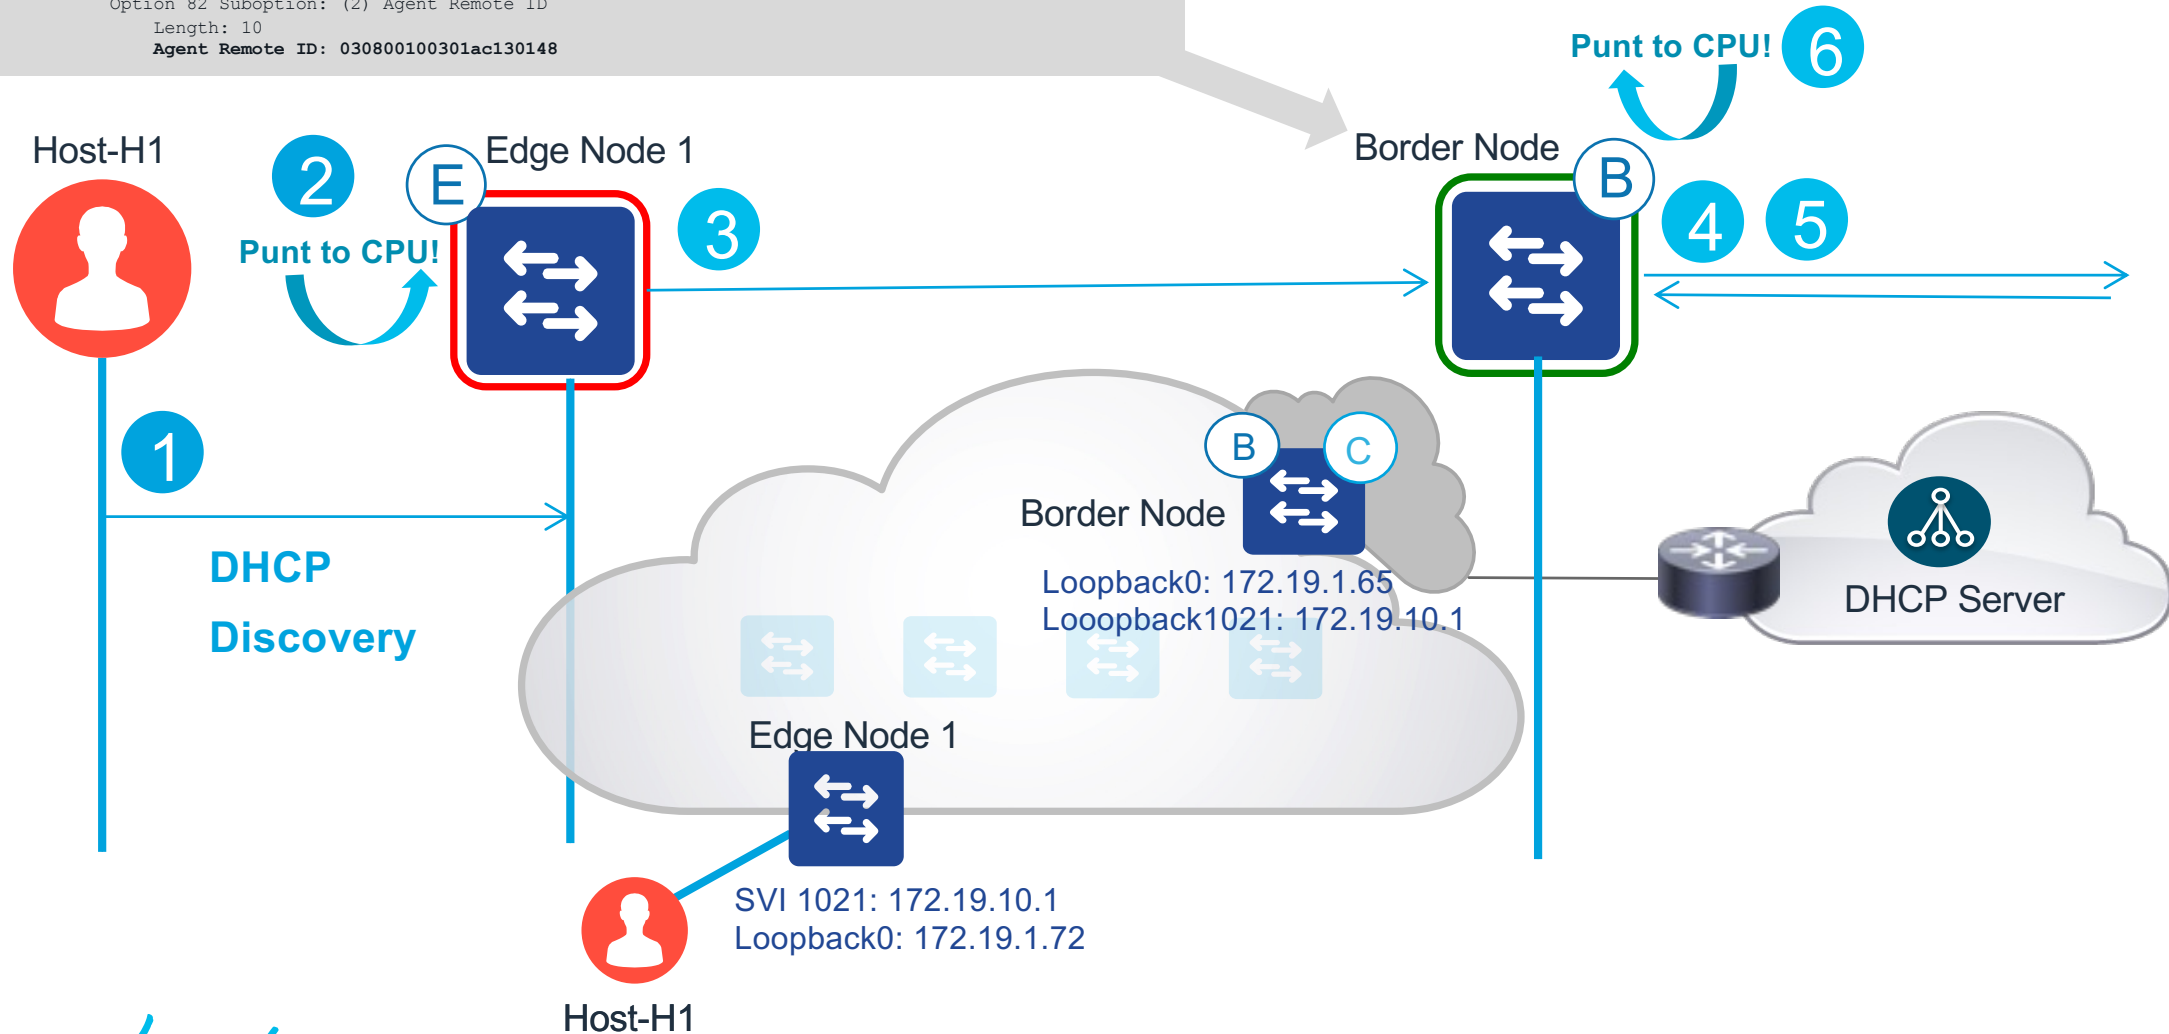 Option 82 Suboption: (2) Agent Remote ID
Length: 10
Agent Remote ID: 030800100301ac130148
Punt to CPU!
6
Host-H1
2
E
Edge Node 1
Border Node
B
3
4
5
Punt to CPU!
1
B
C
Border Node
DHCP
Discovery
Loopback0: 172.19.1.65
Looopback1021: 172.19.10.1
DHCP Server
Edge Node 1
SVI 1021: 172.19.10.1
Loopback0: 172.19.1.72
Host-H1